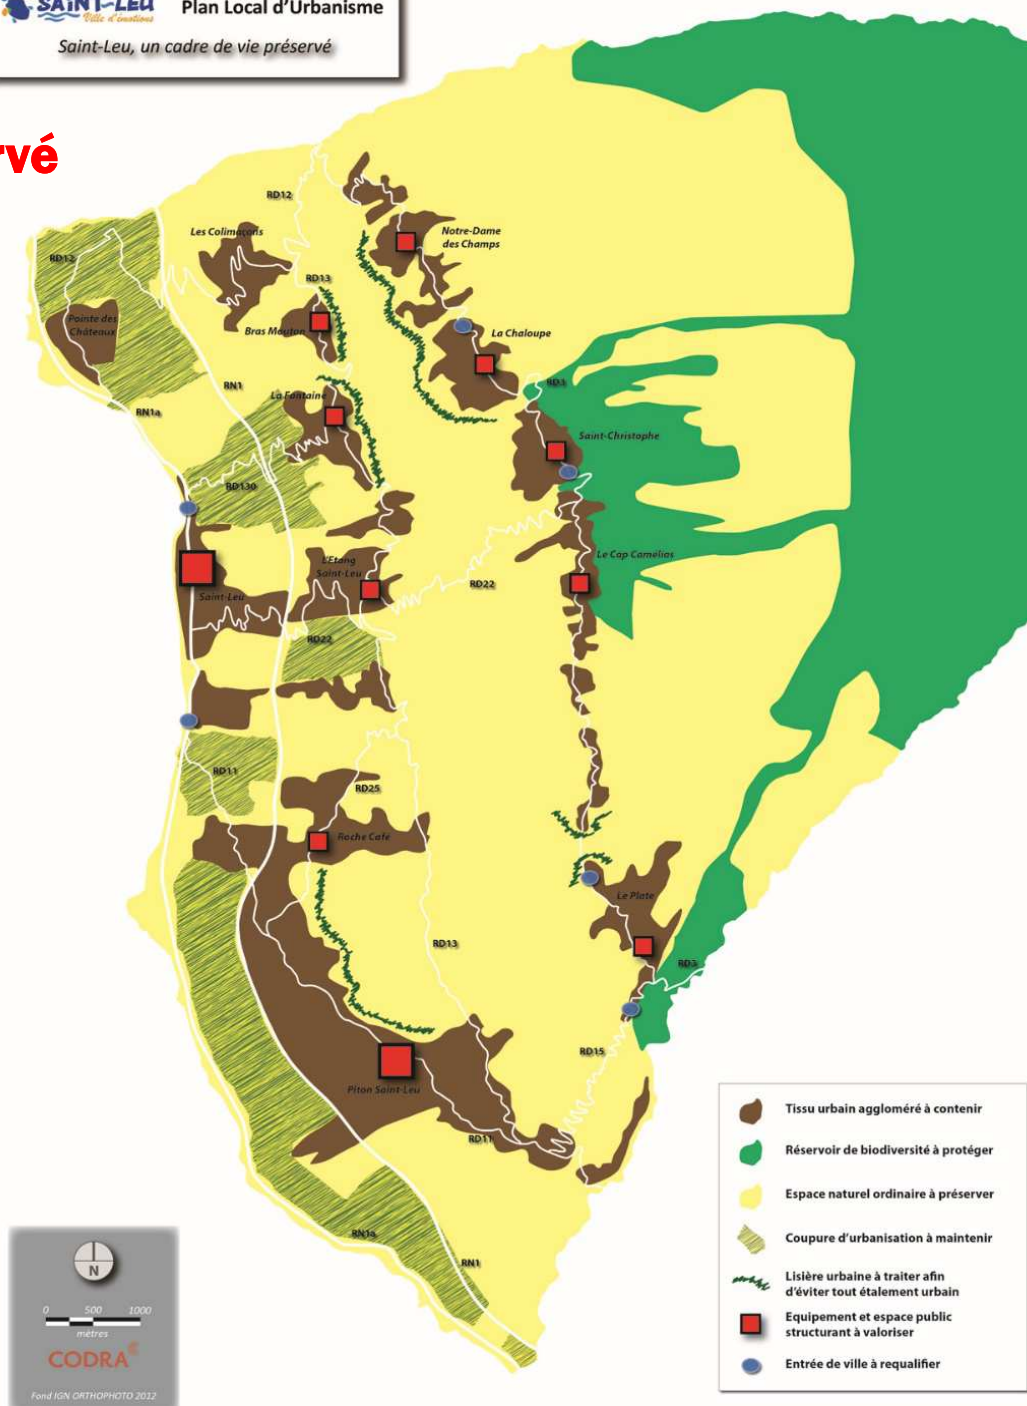 SAINT-LEU
Ville d'émotions
Plan Local d'Urbanisme
Saint-Leu, un cadre de vie préservé
rvé
RD12
Les Colimaçons
Notre-Dame
des Champs
RD12
RD13
Pointe des
Châteaux
Bras Mouton
La Chaloupe
RN1
RD3
La Fontaine
RN1a
Saint-Christophe
RD130
L'Etang
Saint-Leu
Le Cap Camélias
RD22
Saint-Leu
RD22
RD11
RD25
Roche Café
Le Plate
RD13
RD3
RD15
Piton Saint-Leu
RD11
RN1a
RN1
Tissu urbain aggloméré à contenir
Réservoir de biodiversité à protéger
Espace naturel ordinaire à préserver
Coupure d'urbanisation à maintenir
Lisière urbaine à traiter afin
d'éviter tout étalement urbain
Equipement et espace public
structurant à valoriser
Entrée de ville à requalifier
N
0 500 1000
mètres
CODRA
Fond IGN ORTHOPHOTO 2012